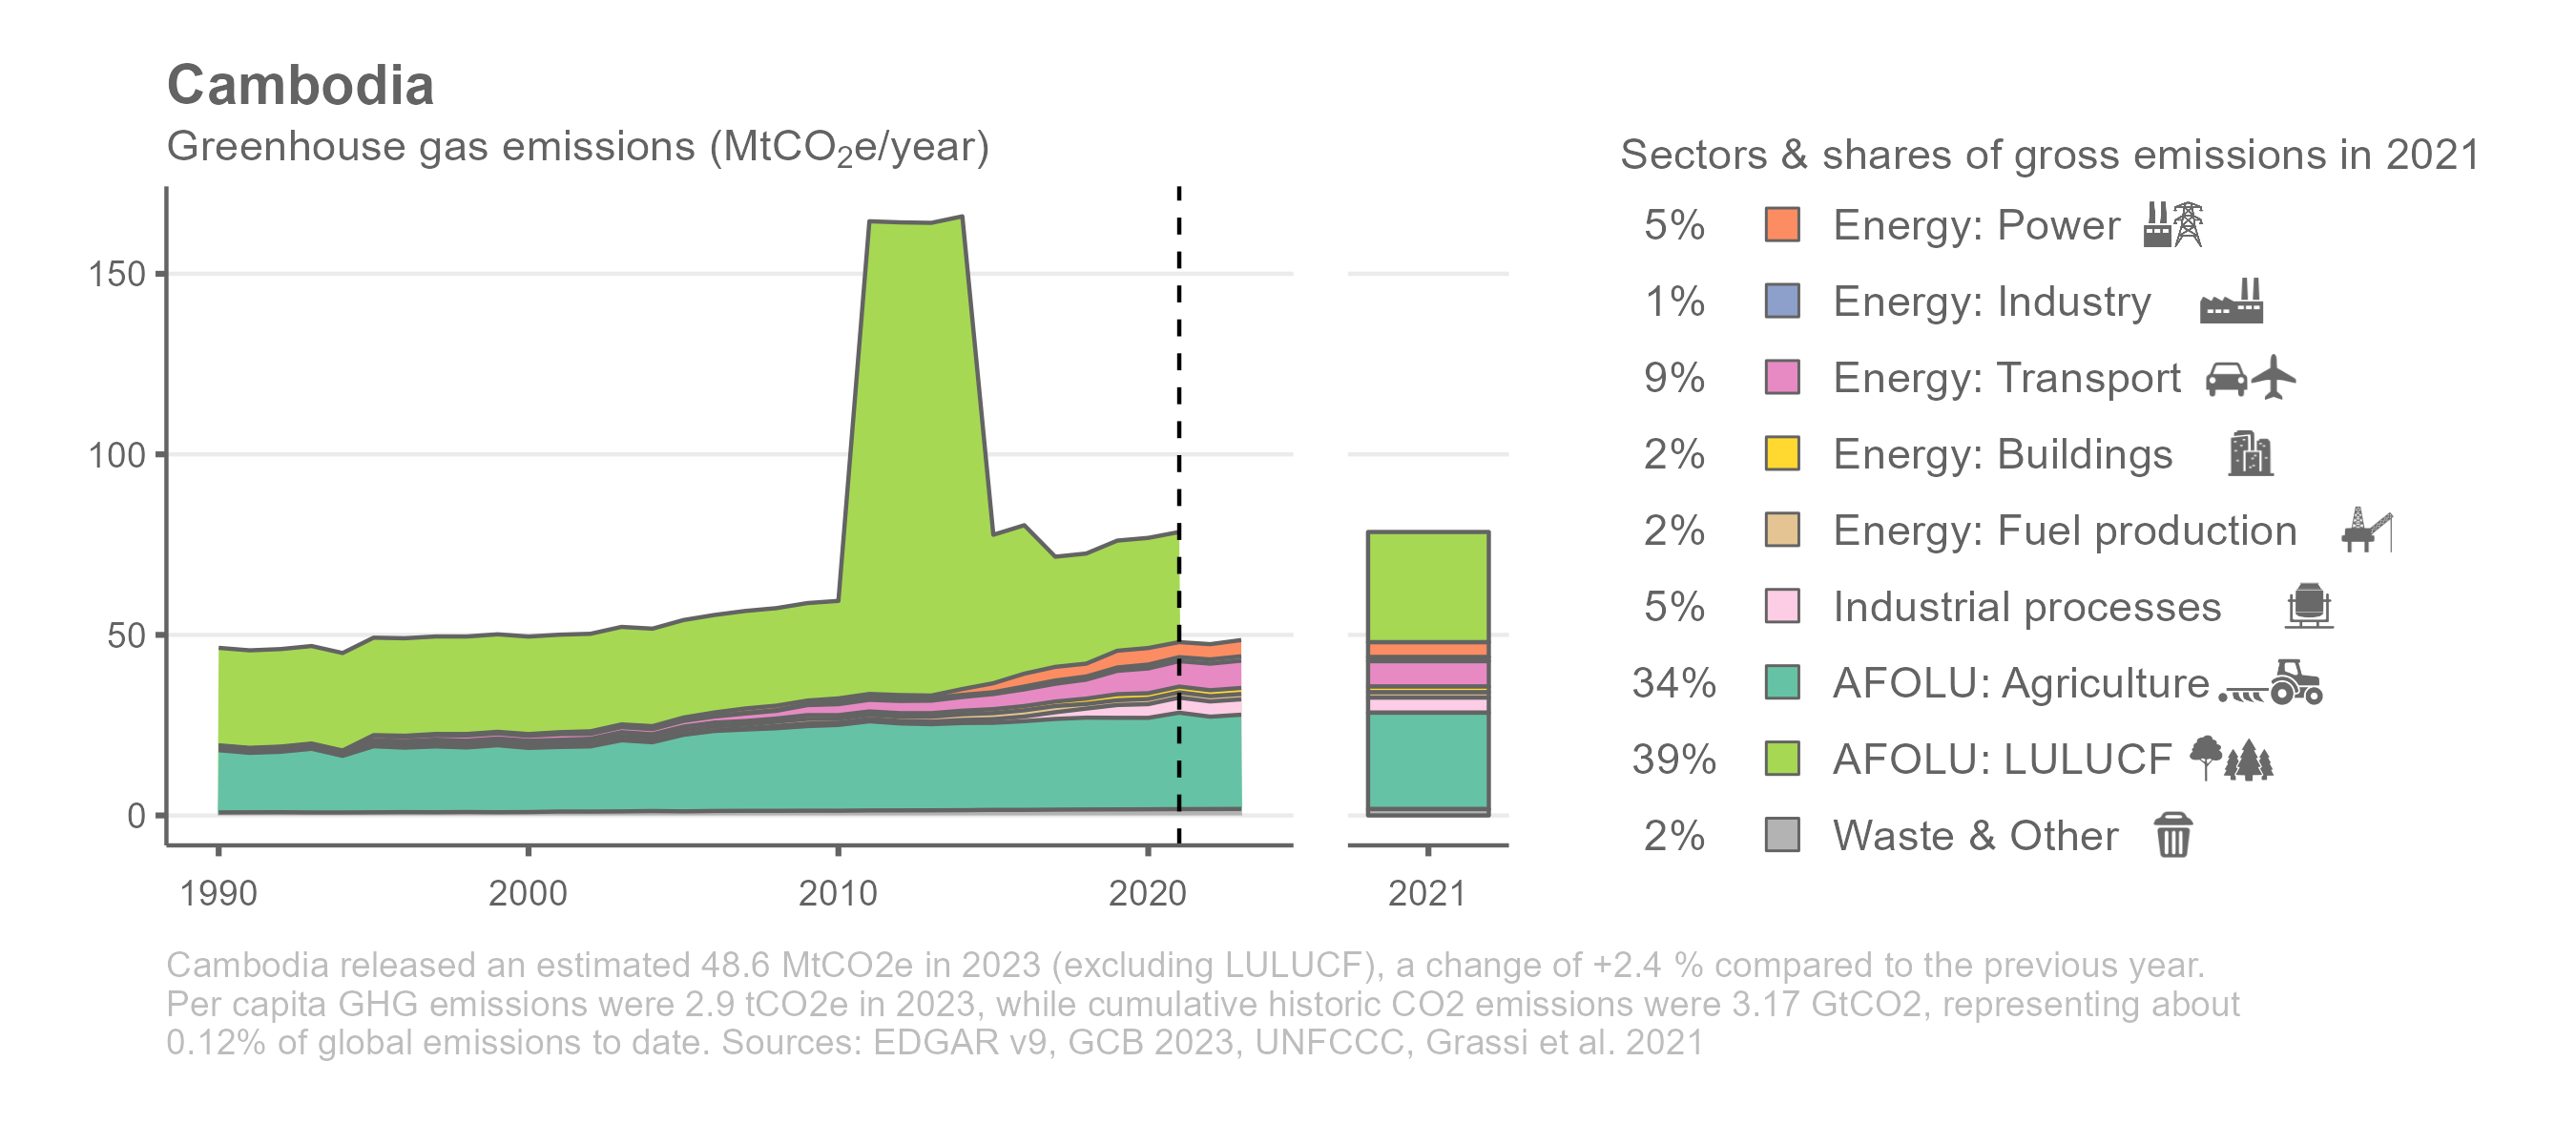 Cambodia
Greenhouse gas emissions (MtCO₂e/year)
150
100
50
0
1990 2000 2010 2020
2021
Sectors & shares of gross emissions in 2021
5% Energy: Power
1% Energy: Industry
9% Energy: Transport
2% Energy: Buildings
2% Energy: Fuel production
5% Industrial processes
34% AFOLU: Agriculture
39% AFOLU: LULUCF
2% Waste & Other
Cambodia released an estimated 48.6 MtCO2e in 2023 (excluding LULUCF), a change of +2.4 % compared to the previous year.
Per capita GHG emissions were 2.9 tCO2e in 2023, while cumulative historic CO2 emissions were 3.17 GtCO2, representing about
0.12% of global emissions to date. Sources: EDGAR v9, GCB 2023, UNFCCC, Grassi et al. 2021